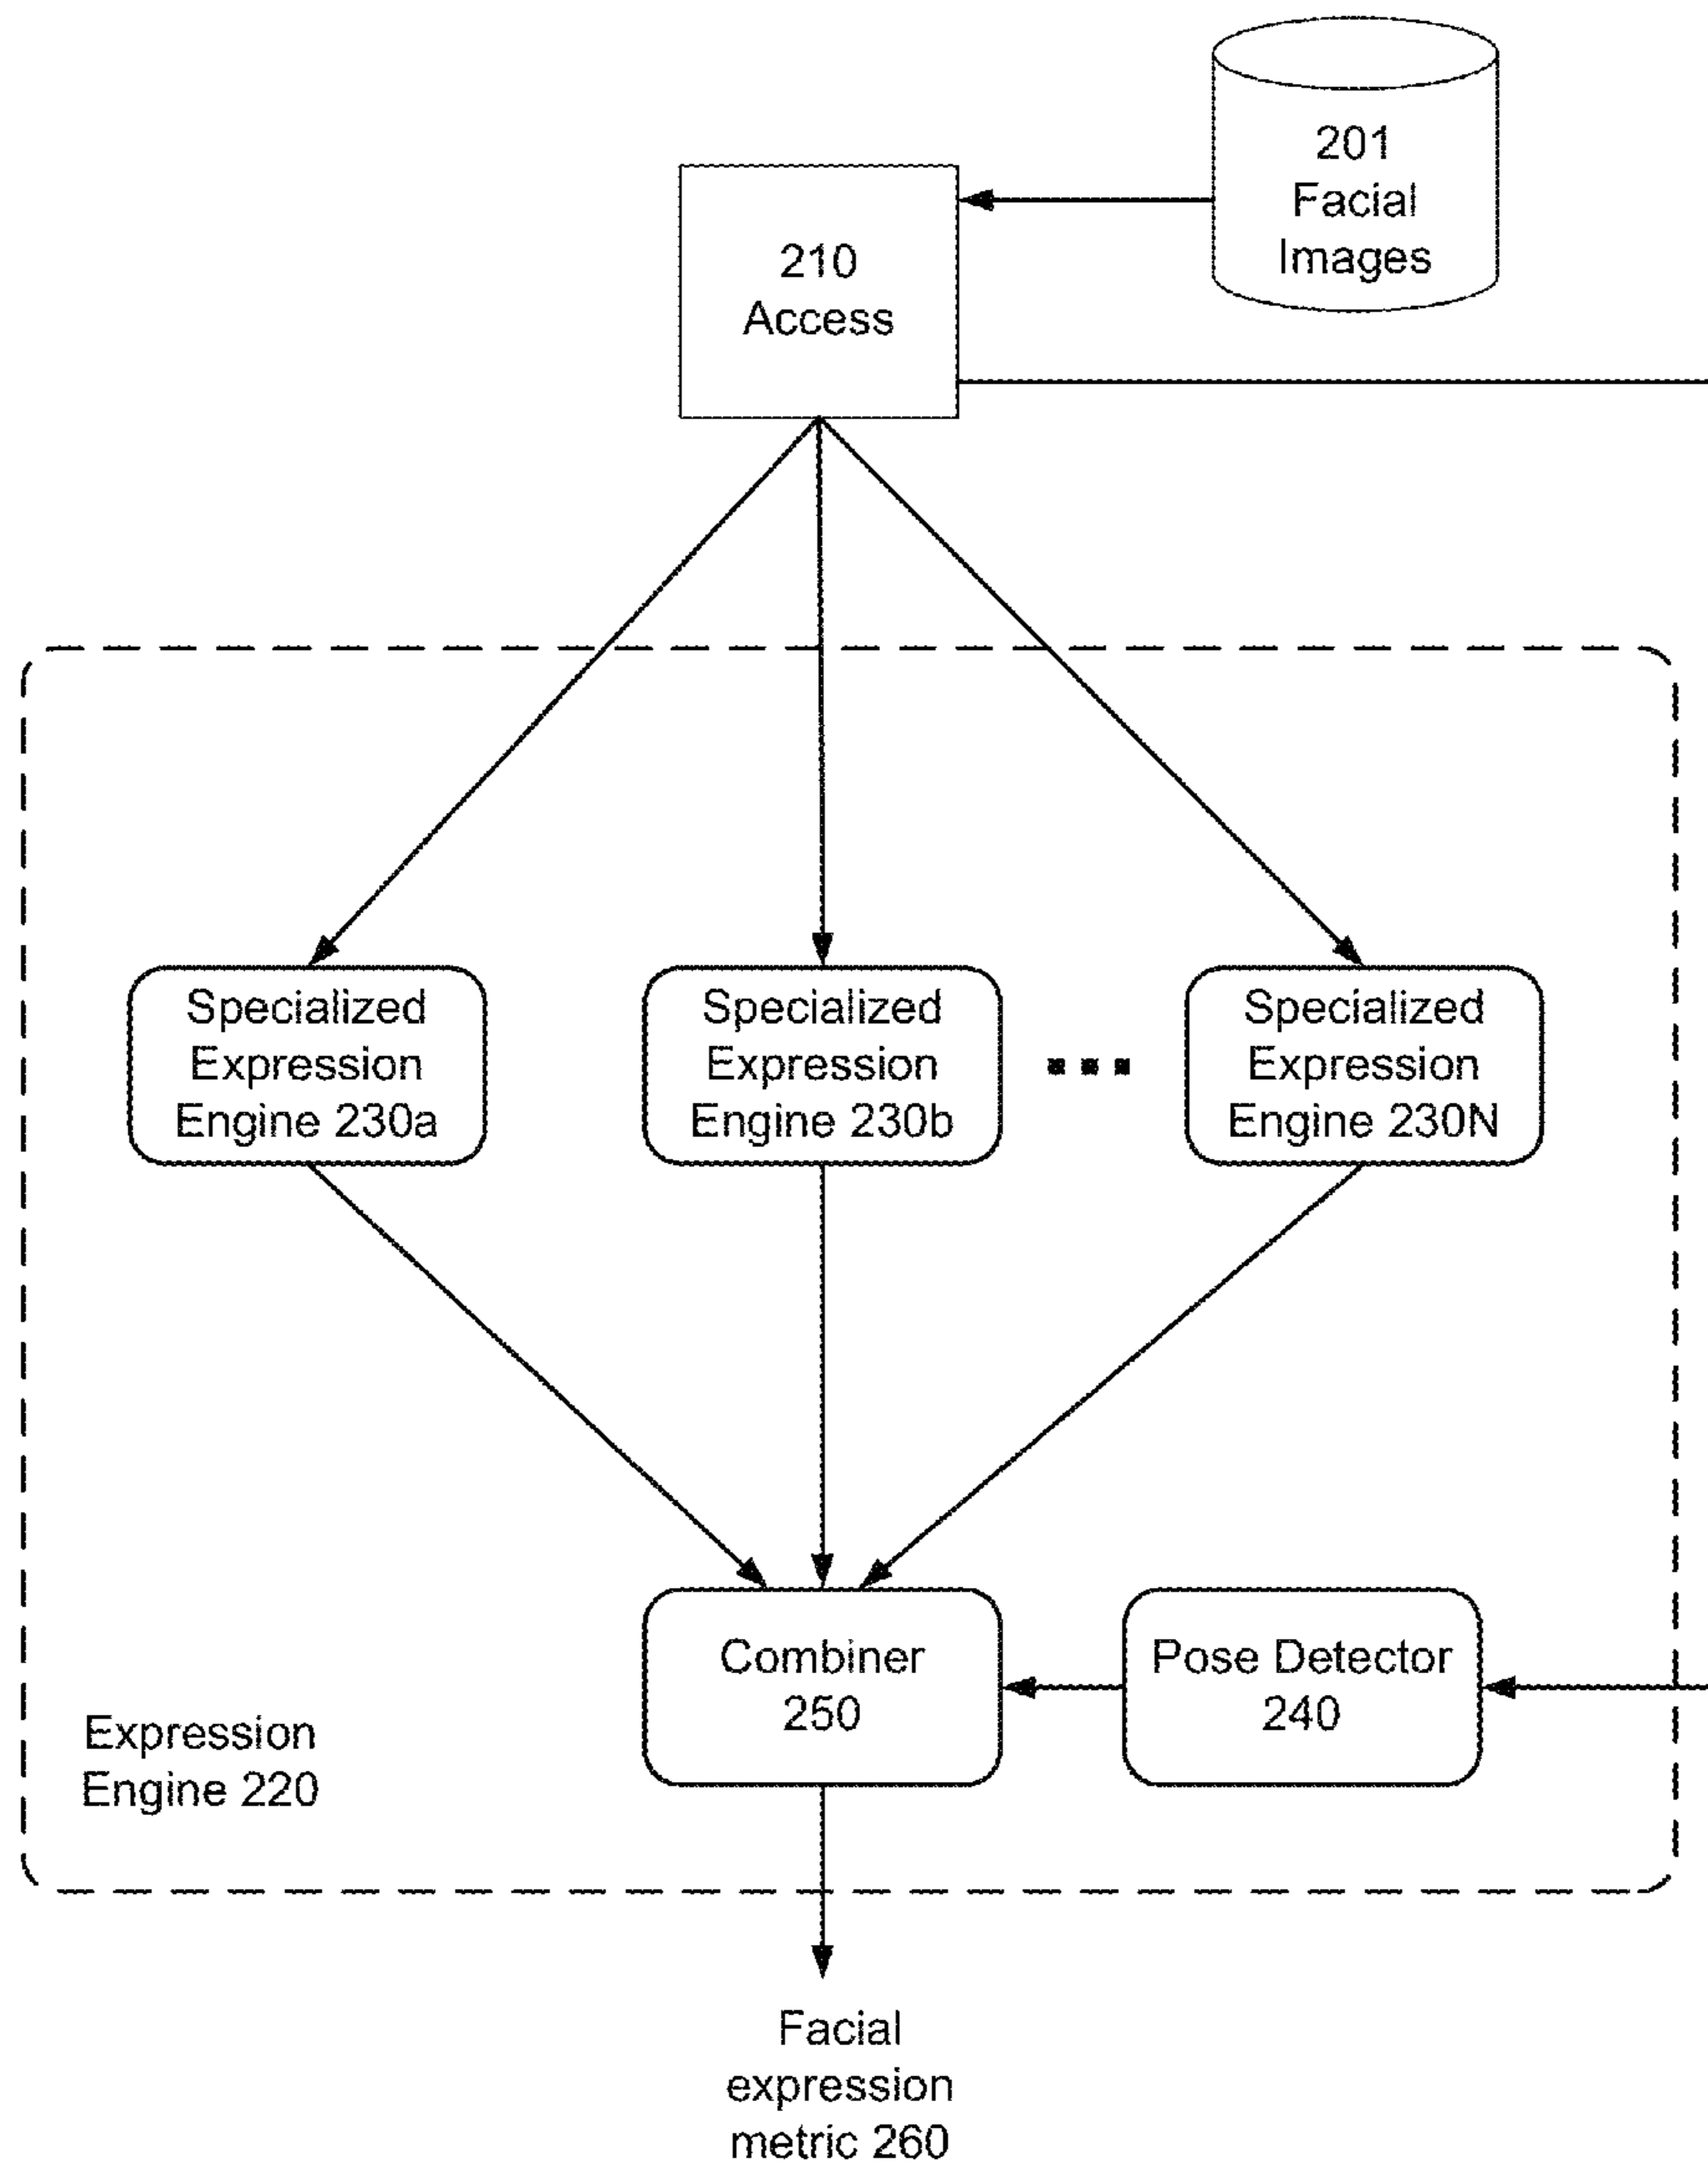 201
Facial
Images
210
Access
Specialized
Expression
Engine 230a
Specialized
Expression
Engine 230b
Specialized
Expression
Engine 230N
Combiner
250
Pose Detector
240
Expression
Engine 220
Facial
expression
metric 260